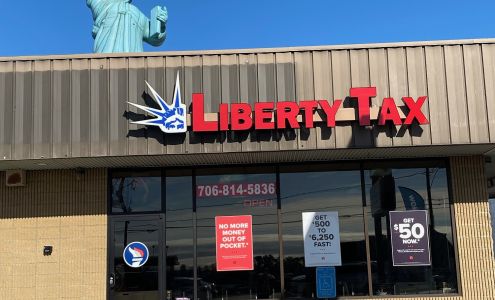 LIBERTY TAX
706-814-5836
OPEN
NO MORE
MONEY OUT
OF POCKET.*
GET
$500
TO
$6,250
FAST!
GET
$50
NOW.